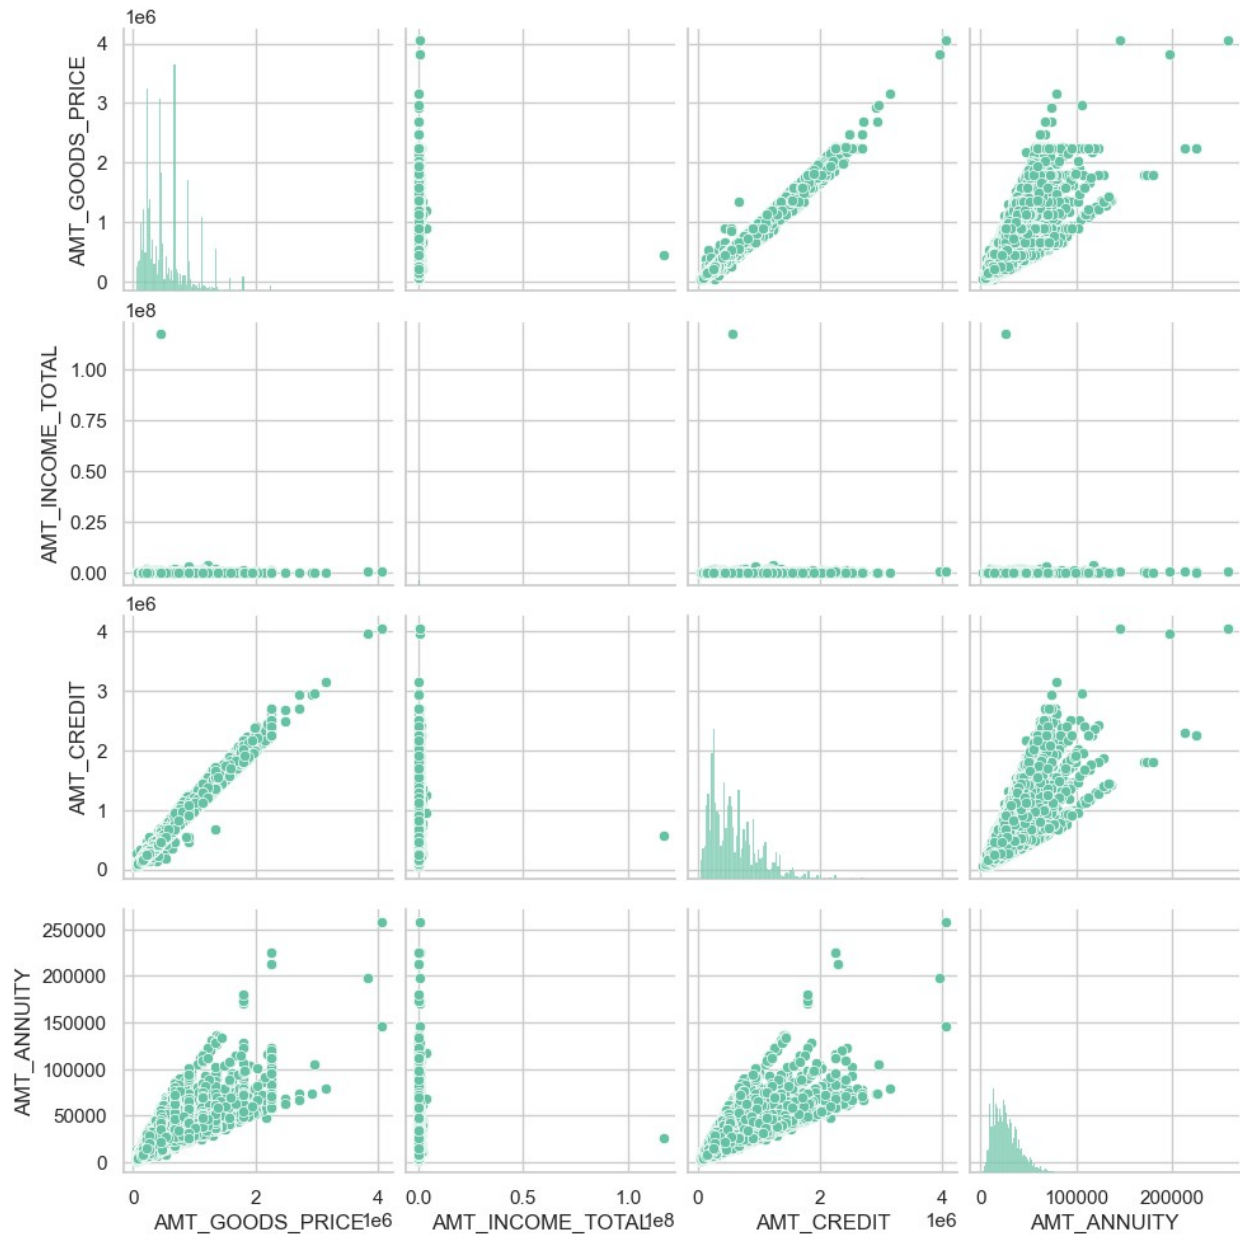 1e6
4
3
2
1
0
AMT_GOODS_PRICE
1e8
1.00
0.75
0.50
0.25
0.00
AMT_INCOME_TOTAL
1e6
4
3
2
1
0
AMT_CREDIT
250000
200000
150000
100000
50000
0
AMT_ANNUITY
0 2 4 0.0 0.5 1.0 0 2 4 0 100000 200000
AMT_GOODS_PRICE 1e6 AMT_INCOME_TOTAL 1e8 AMT_CREDIT 1e6 AMT_ANNUITY